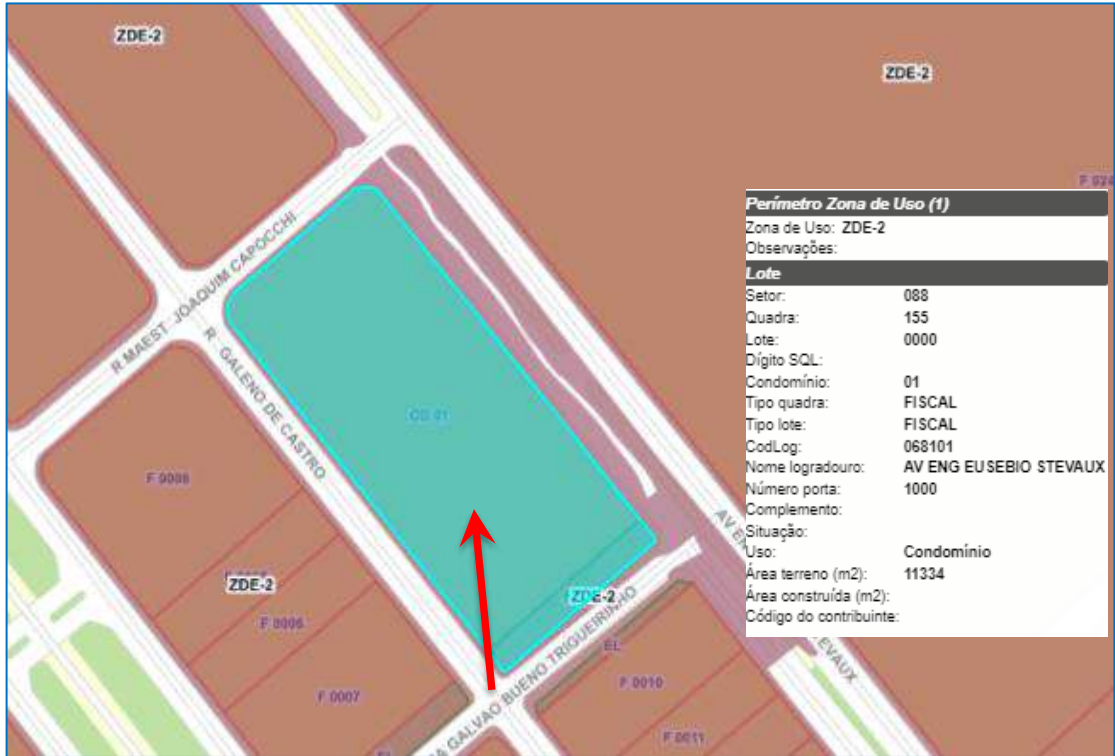 ZDE-2
ZDE-2
R MAEST JOAQUIM CAPOCCHI
R GALENO DE CASTRO
CD 01
F 0008
ZDE-2
F 0006
F 0007
ZDE-2
GALVAO BUENO TRIGUEIRINHO
EL
F 0010
F 0011
EL
AV EN
TEVAUX
Perímetro Zona de Uso (1)
Zona de Uso: ZDE-2
Observações:
Lote
Setor: 088
Quadra: 155
Lote: 0000
Dígito SQL:
Condomínio: 01
Tipo quadra: FISCAL
Tipo lote: FISCAL
CodLog: 068101
Nome logradouro: AV ENG EUSEBIO STEVAUX
Número porta: 1000
Complemento:
Situação:
Uso: Condomínio
Área terreno (m2): 11334
Área construída (m2):
Código do contribuinte: